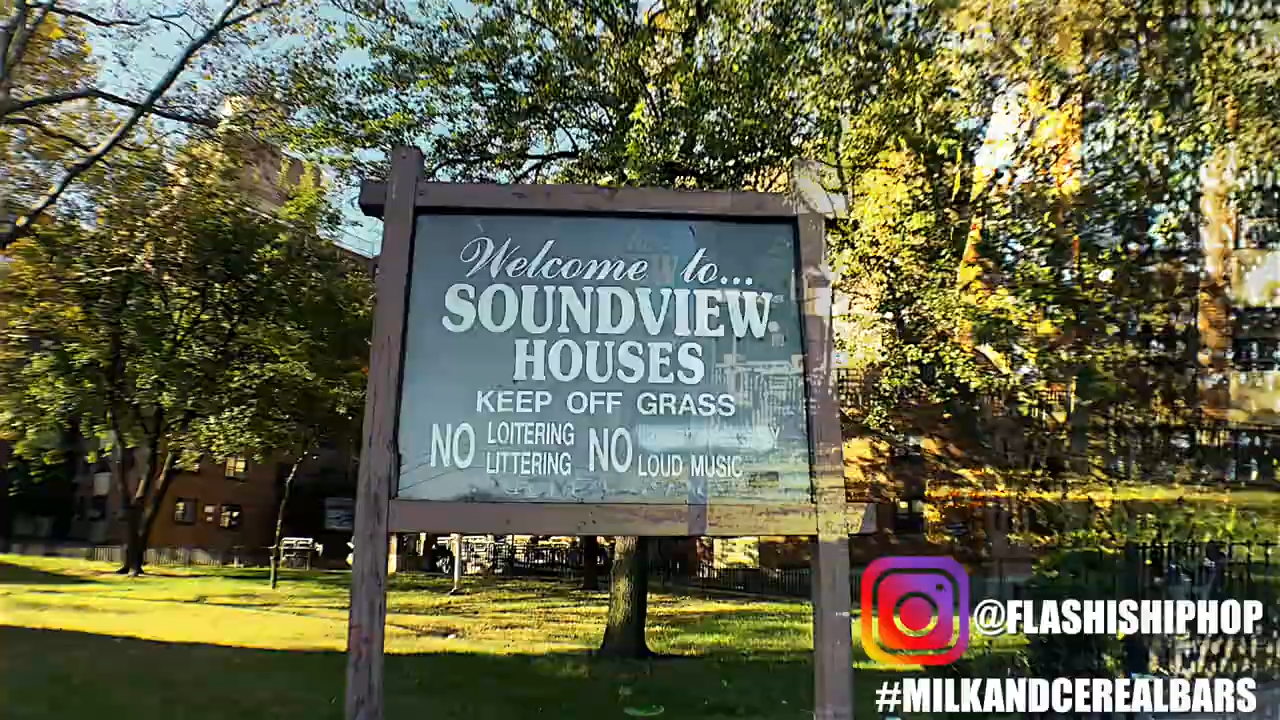 Welcome to...
SOUNDVIEW
HOUSES
KEEP OFF GRASS
NO LOITERING NO
LITTERING LOUD MUSIC
@FLASHISHIPHOP
#MILKANDCEREALBARS